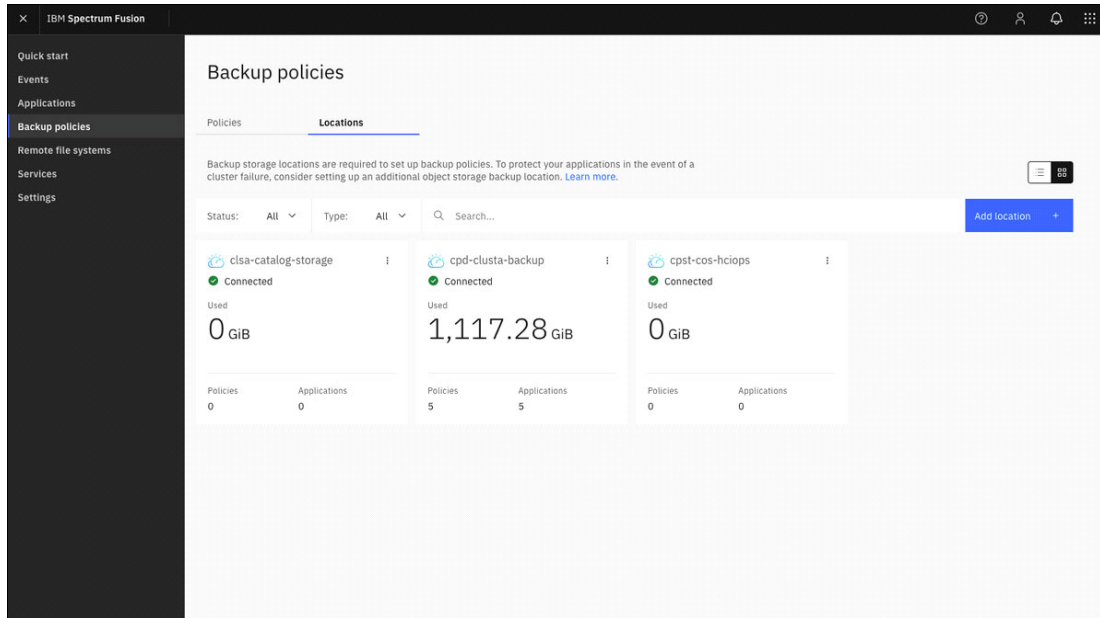 IBM Spectrum Fusion
Quick start
Events
Applications
Backup policies
Remote file systems
Services
Settings
Backup policies
Policies
Locations
Backup storage locations are required to set up backup policies. To protect your applications in the event of a
cluster failure, consider setting up an additional object storage backup location. Learn more.
Status: All
Type: All
Search...
Add location +
clsa-catalog-storage
Connected
Used
0 GiB
Policies Applications
0 0
cpd-clusta-backup
Connected
Used
1,117.28 GiB
Policies Applications
5 5
cpst-cos-hciops
Connected
Used
0 GiB
Policies Applications
0 0